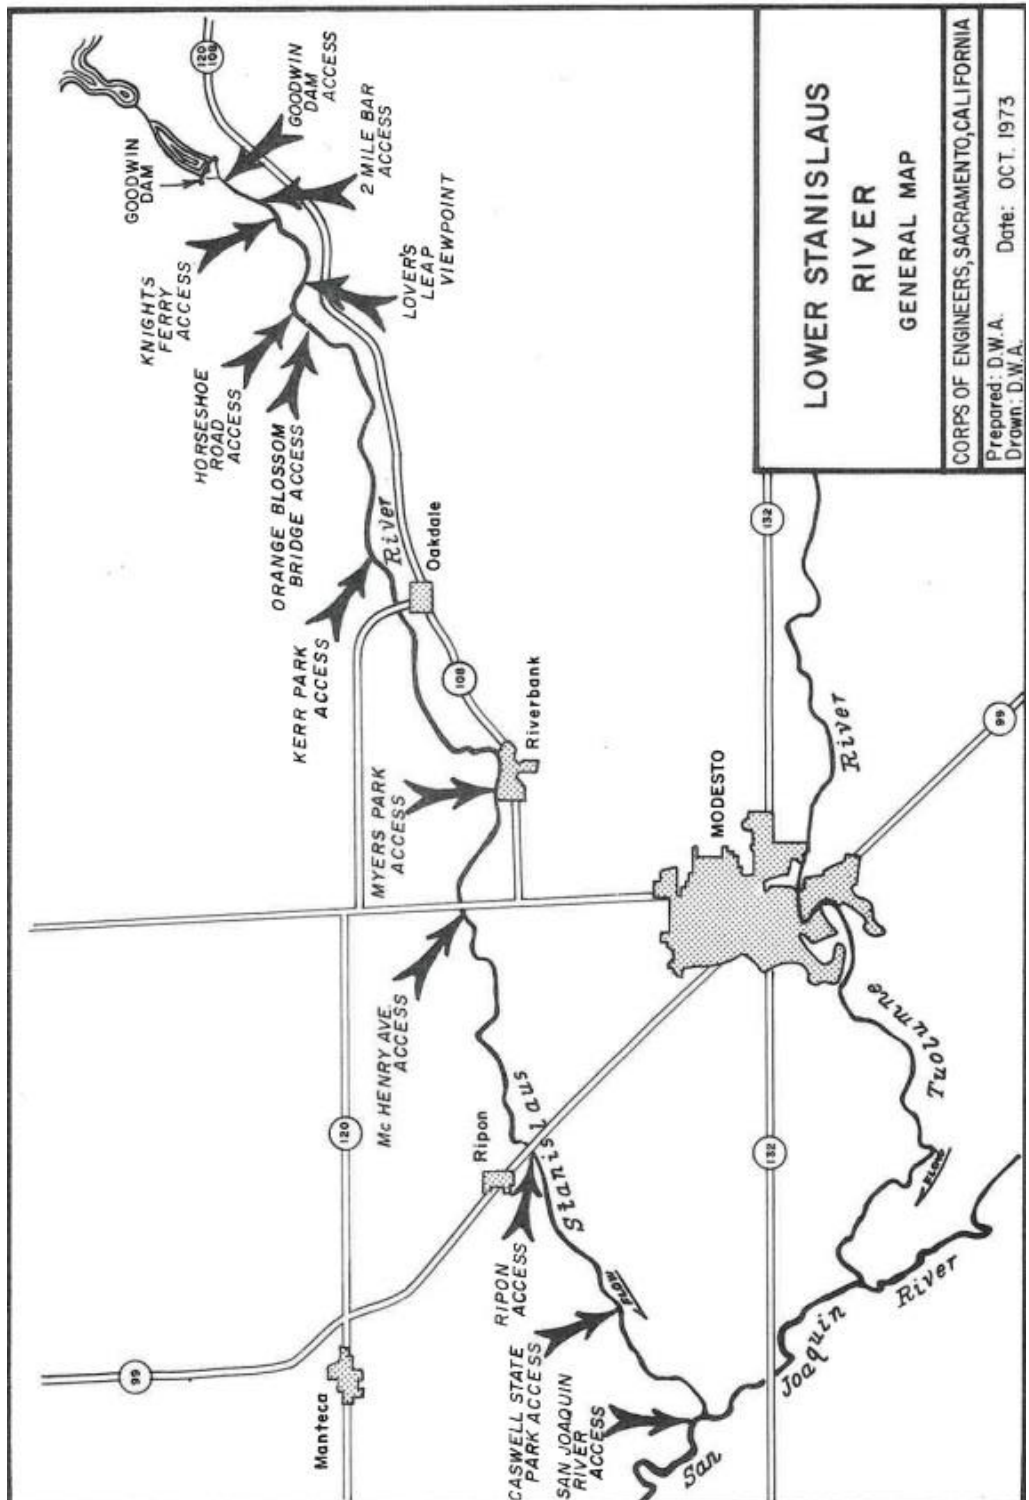 LOWER STANISLAUS
RIVER
GENERAL MAP
CORPS OF ENGINEERS, SACRAMENTO, CALIFORNIA
Prepared: D.W.A. Date: OCT. 1973
Drawn: D.W.A.
99
Manteca
120
CASWELL STATE
PARK ACCESS
SAN JOAQUIN
RIVER
ACCESS
San
Joaquin
River
RIPON
ACCESS
FLOW
Ripon
Stanislaus
Mc HENRY AVE.
ACCESS
132
FLOW
Tuolumne
MYERS PARK
ACCESS
Riverbank
MODESTO
River
99
132
KERR PARK
ACCESS
108
Oakdale
River
ORANGE BLOSSOM
BRIDGE ACCESS
HORSESHOE
ROAD
ACCESS
KNIGHTS
FERRY
ACCESS
LOVER'S
LEAP
VIEWPOINT
GOODWIN
DAM
2 MILE BAR
ACCESS
GOODWIN
DAM
ACCESS
120
108